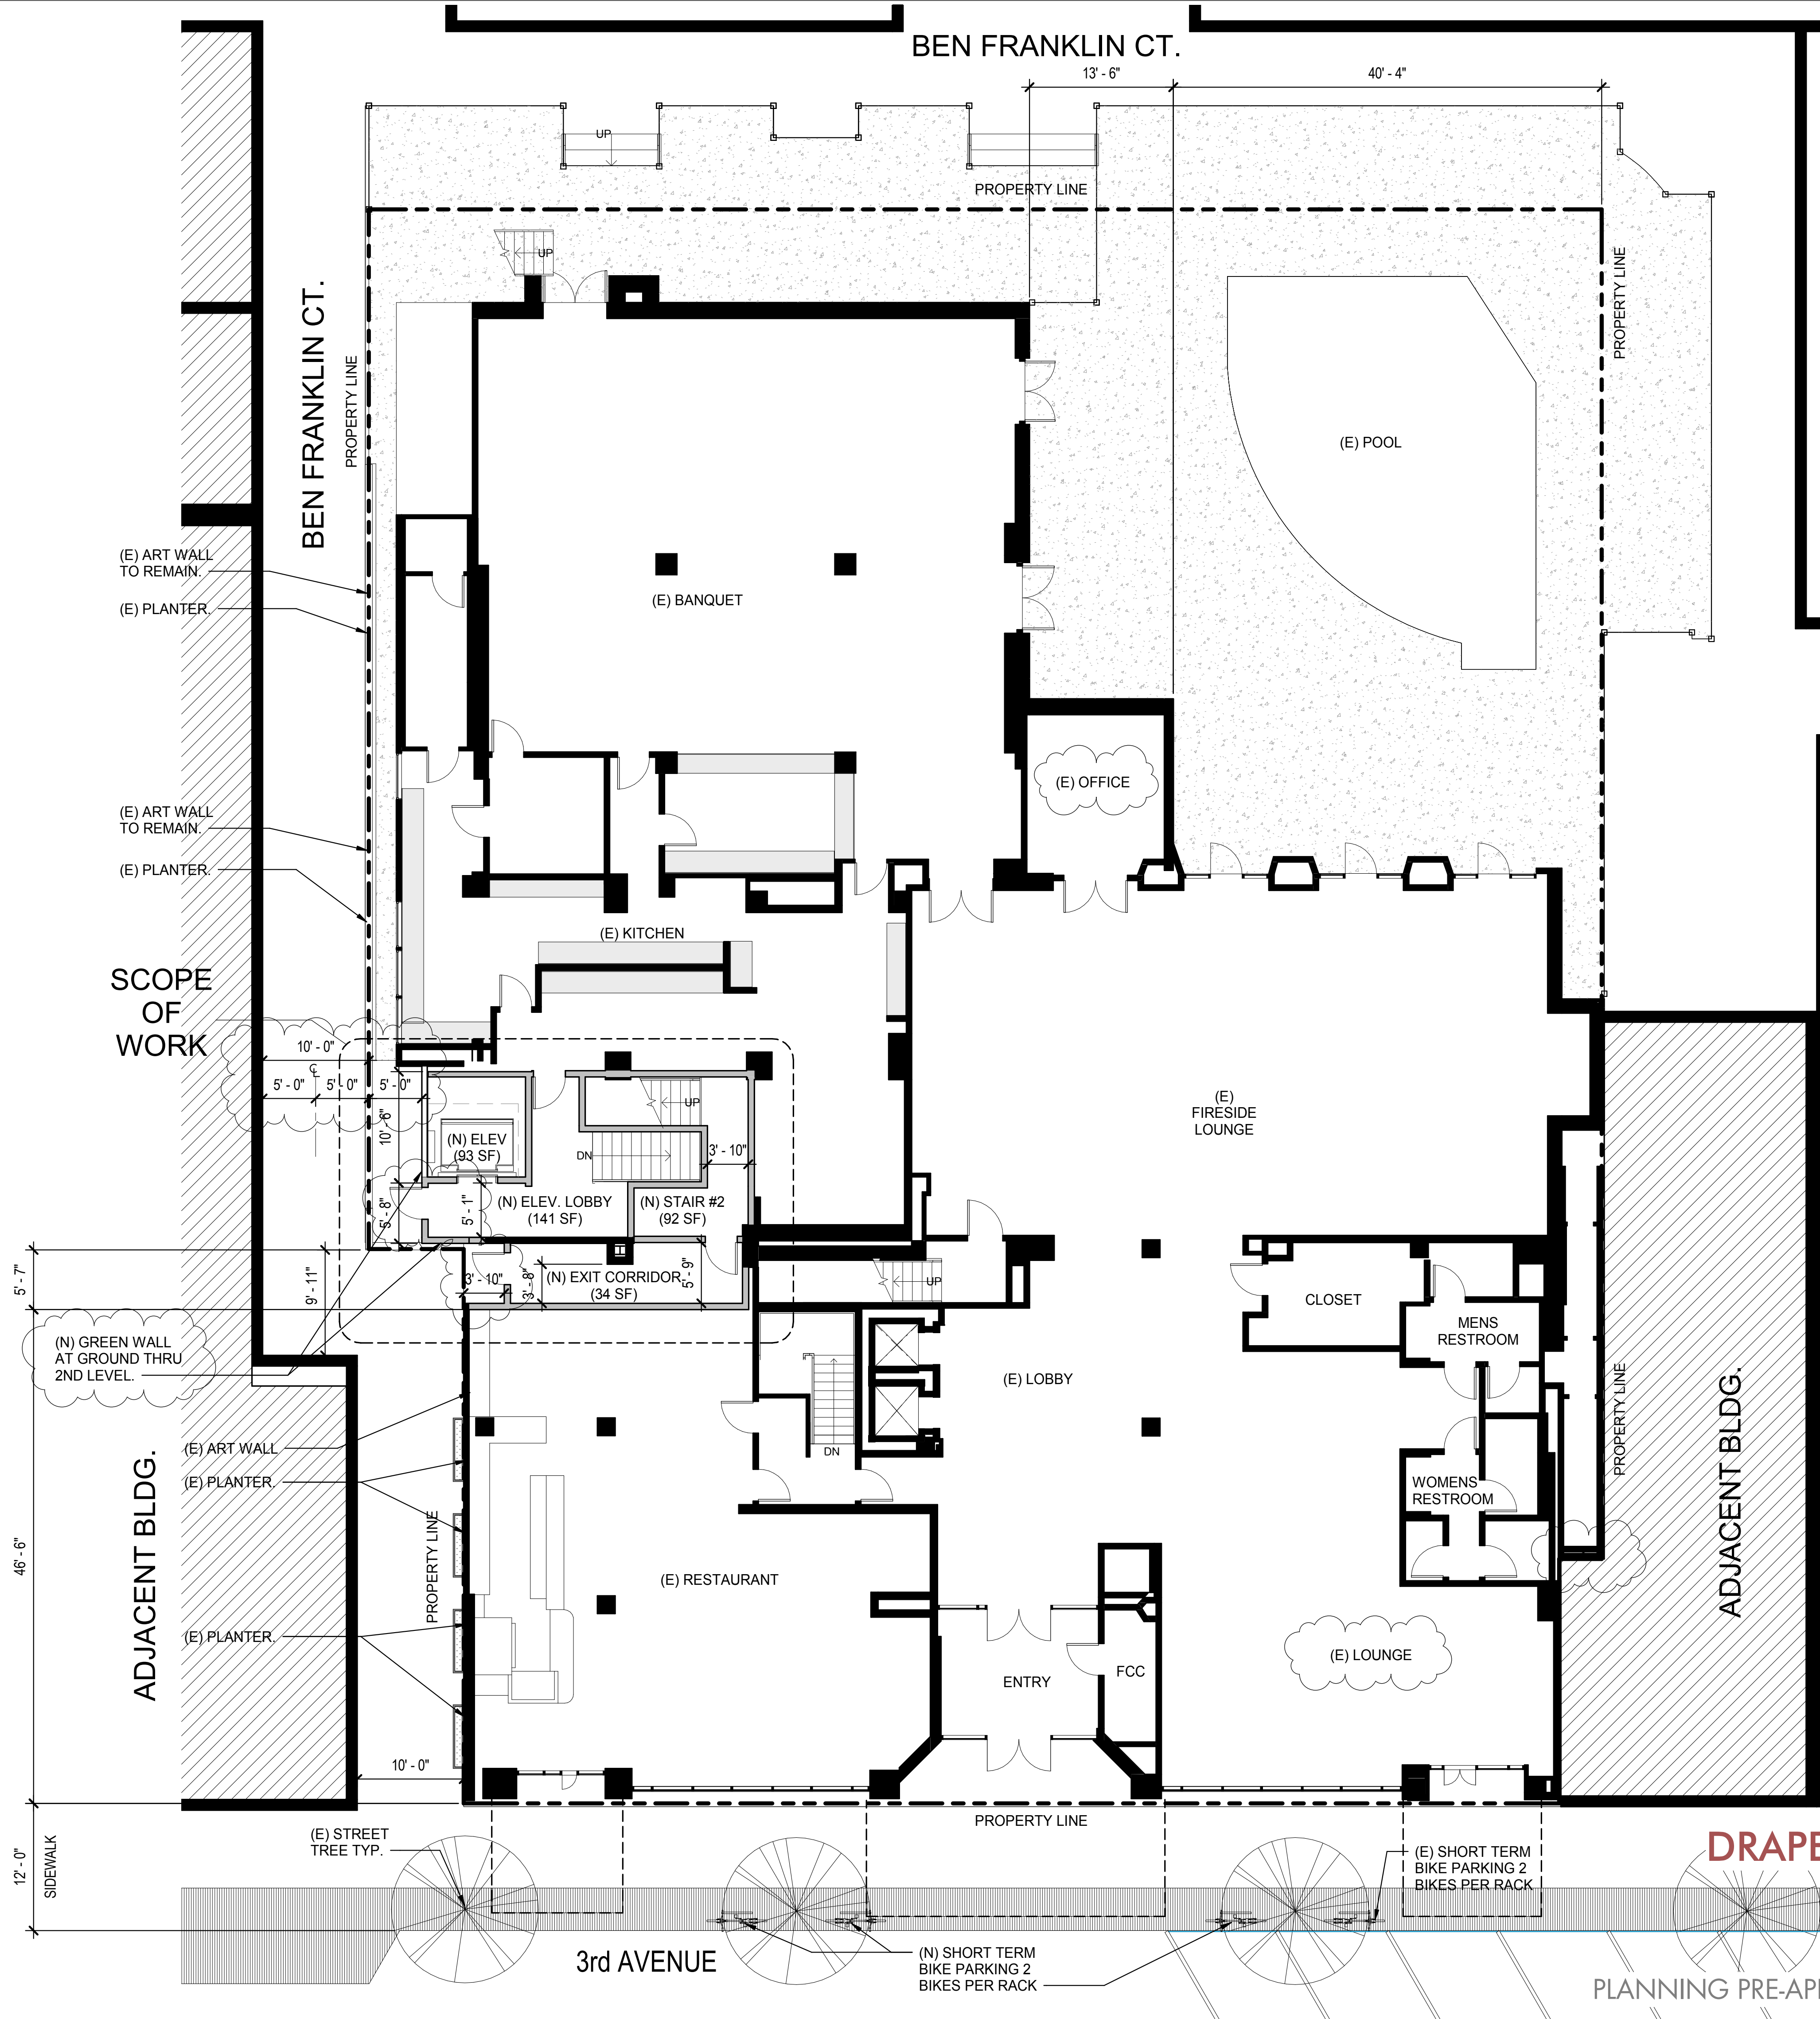 BEN FRANKLIN CT.
13' - 6"
40' - 4"
UP
PROPERTY LINE
UP
BEN FRANKLIN CT.
PROPERTY LINE
PROPERTY LINE
(E) POOL
(E) ART WALL
TO REMAIN.
(E) PLANTER.
(E) BANQUET
(E) OFFICE
(E) ART WALL
TO REMAIN.
(E) PLANTER.
(E) KITCHEN
SCOPE
OF
WORK
10' - 0"
5' - 0"
5' - 0"
5' - 0"
10' - 6"
UP
DN
3' - 10"
(N) ELEV
(93 SF)
(E)
FIRESIDE
LOUNGE
(N) ELEV. LOBBY
(141 SF)
(N) STAIR #2
(92 SF)
5' - 8"
5' - 1"
5' - 7"
9' - 11"
3' - 10"
3' - 8"
(N) EXIT CORRIDOR
(34 SF)
5' - 9"
UP
CLOSET
MENS
RESTROOM
(N) GREEN WALL
AT GROUND THRU
2ND LEVEL.
(E) LOBBY
PROPERTY LINE
ADJACENT BLDG.
DN
(E) ART WALL
(E) PLANTER.
ADJACENT BLDG.
PROPERTY LINE
WOMENS
RESTROOM
46' - 6"
(E) RESTAURANT
(E) PLANTER.
(E) LOUNGE
ENTRY
FCC
10' - 0"
PROPERTY LINE
12' - 0"
SIDEWALK
(E) STREET
TREE TYP.
(E) SHORT TERM
BIKE PARKING 2
BIKES PER RACK
DRAPE
3rd AVENUE
(N) SHORT TERM
BIKE PARKING 2
BIKES PER RACK
PLANNING PRE-AP